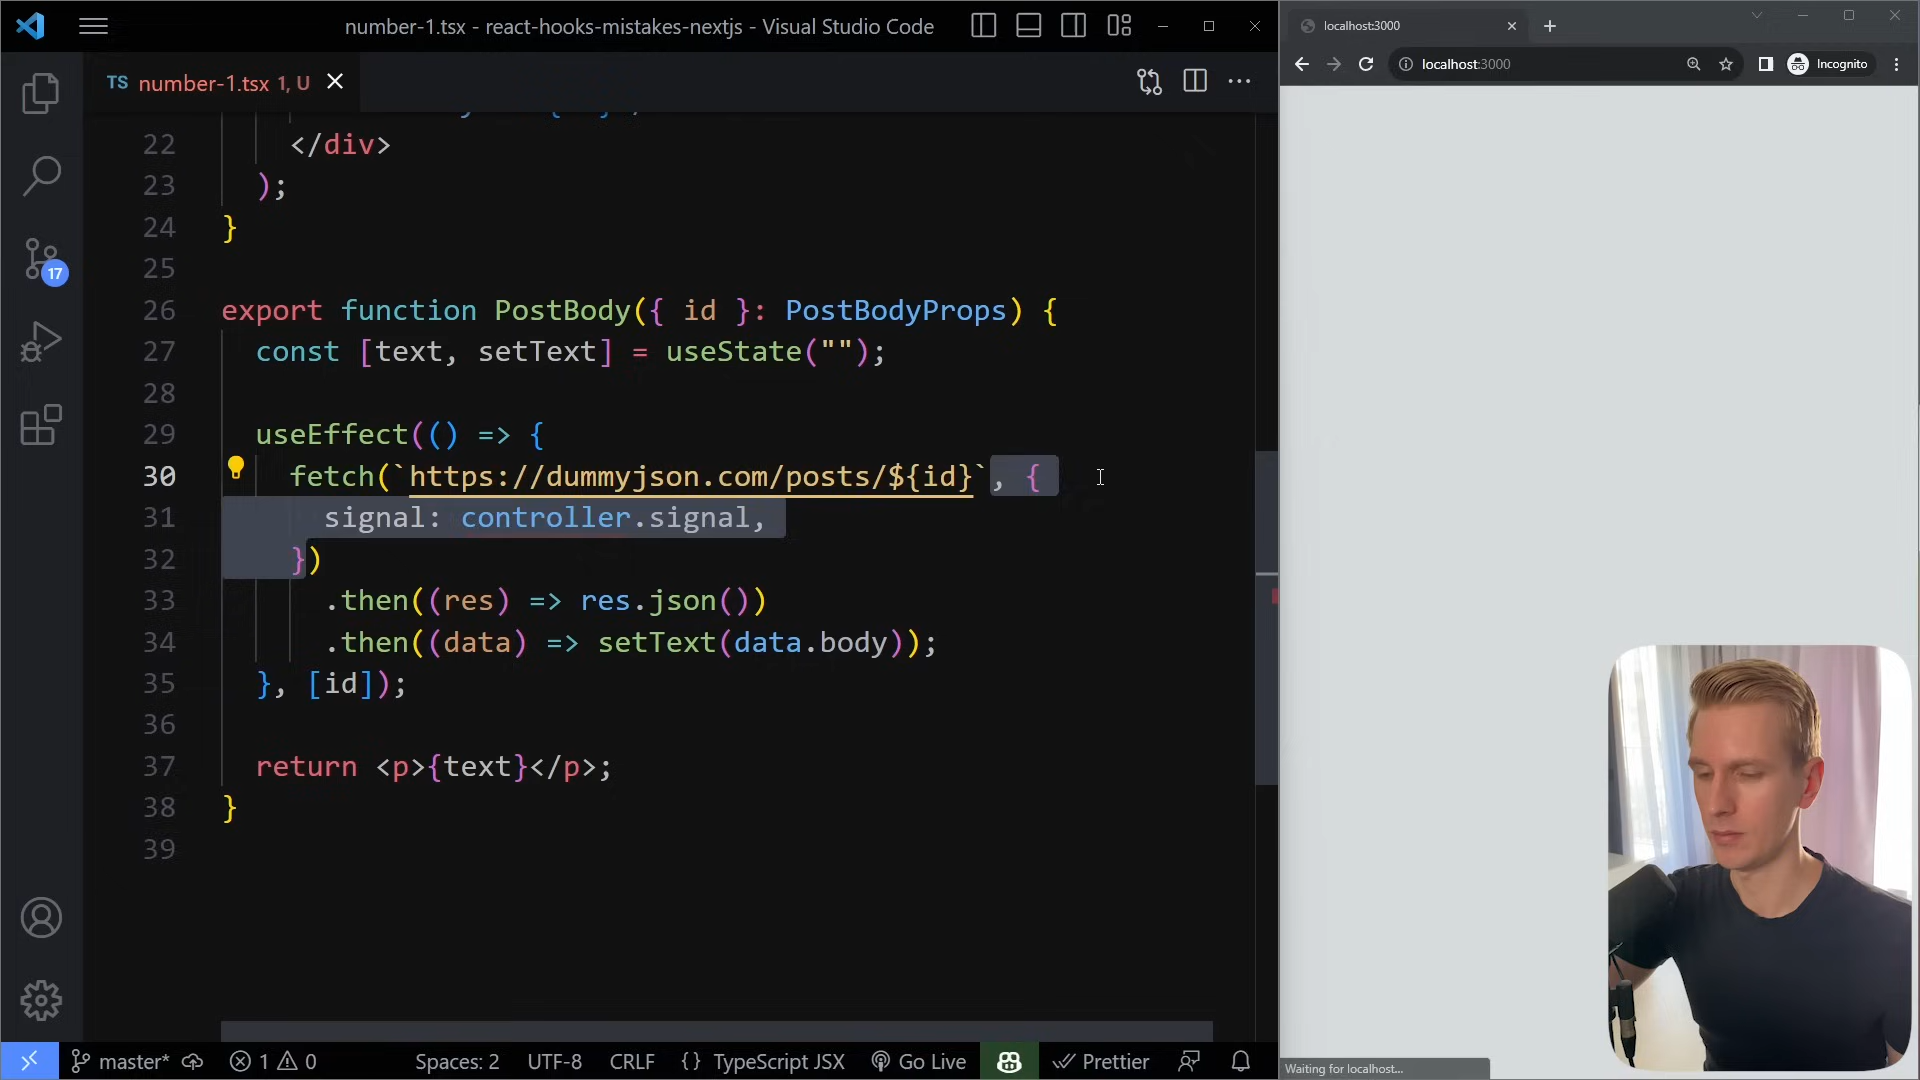 number-1.tsx - react-hooks-mistakes-nextjs - Visual Studio Code
TS number-1.tsx 1, U
22 </div>
23 );
24 }
25
26 export function PostBody({ id }: PostBodyProps) {
27 const [text, setText] = useState("");
28
29 useEffect(() => {
30 fetch(`https://dummyjson.com/posts/${id}`, {
31 signal: controller.signal,
32 })
33 .then((res) => res.json())
34 .then((data) => setText(data.body));
35 }, [id]);
36
37 return <p>{text}</p>;
38 }
39
17
master* 1 0 Spaces: 2 UTF-8 CRLF {} TypeScript JSX Go Live Prettier
localhost:3000
localhost:3000 Incognito
Waiting for localhost...